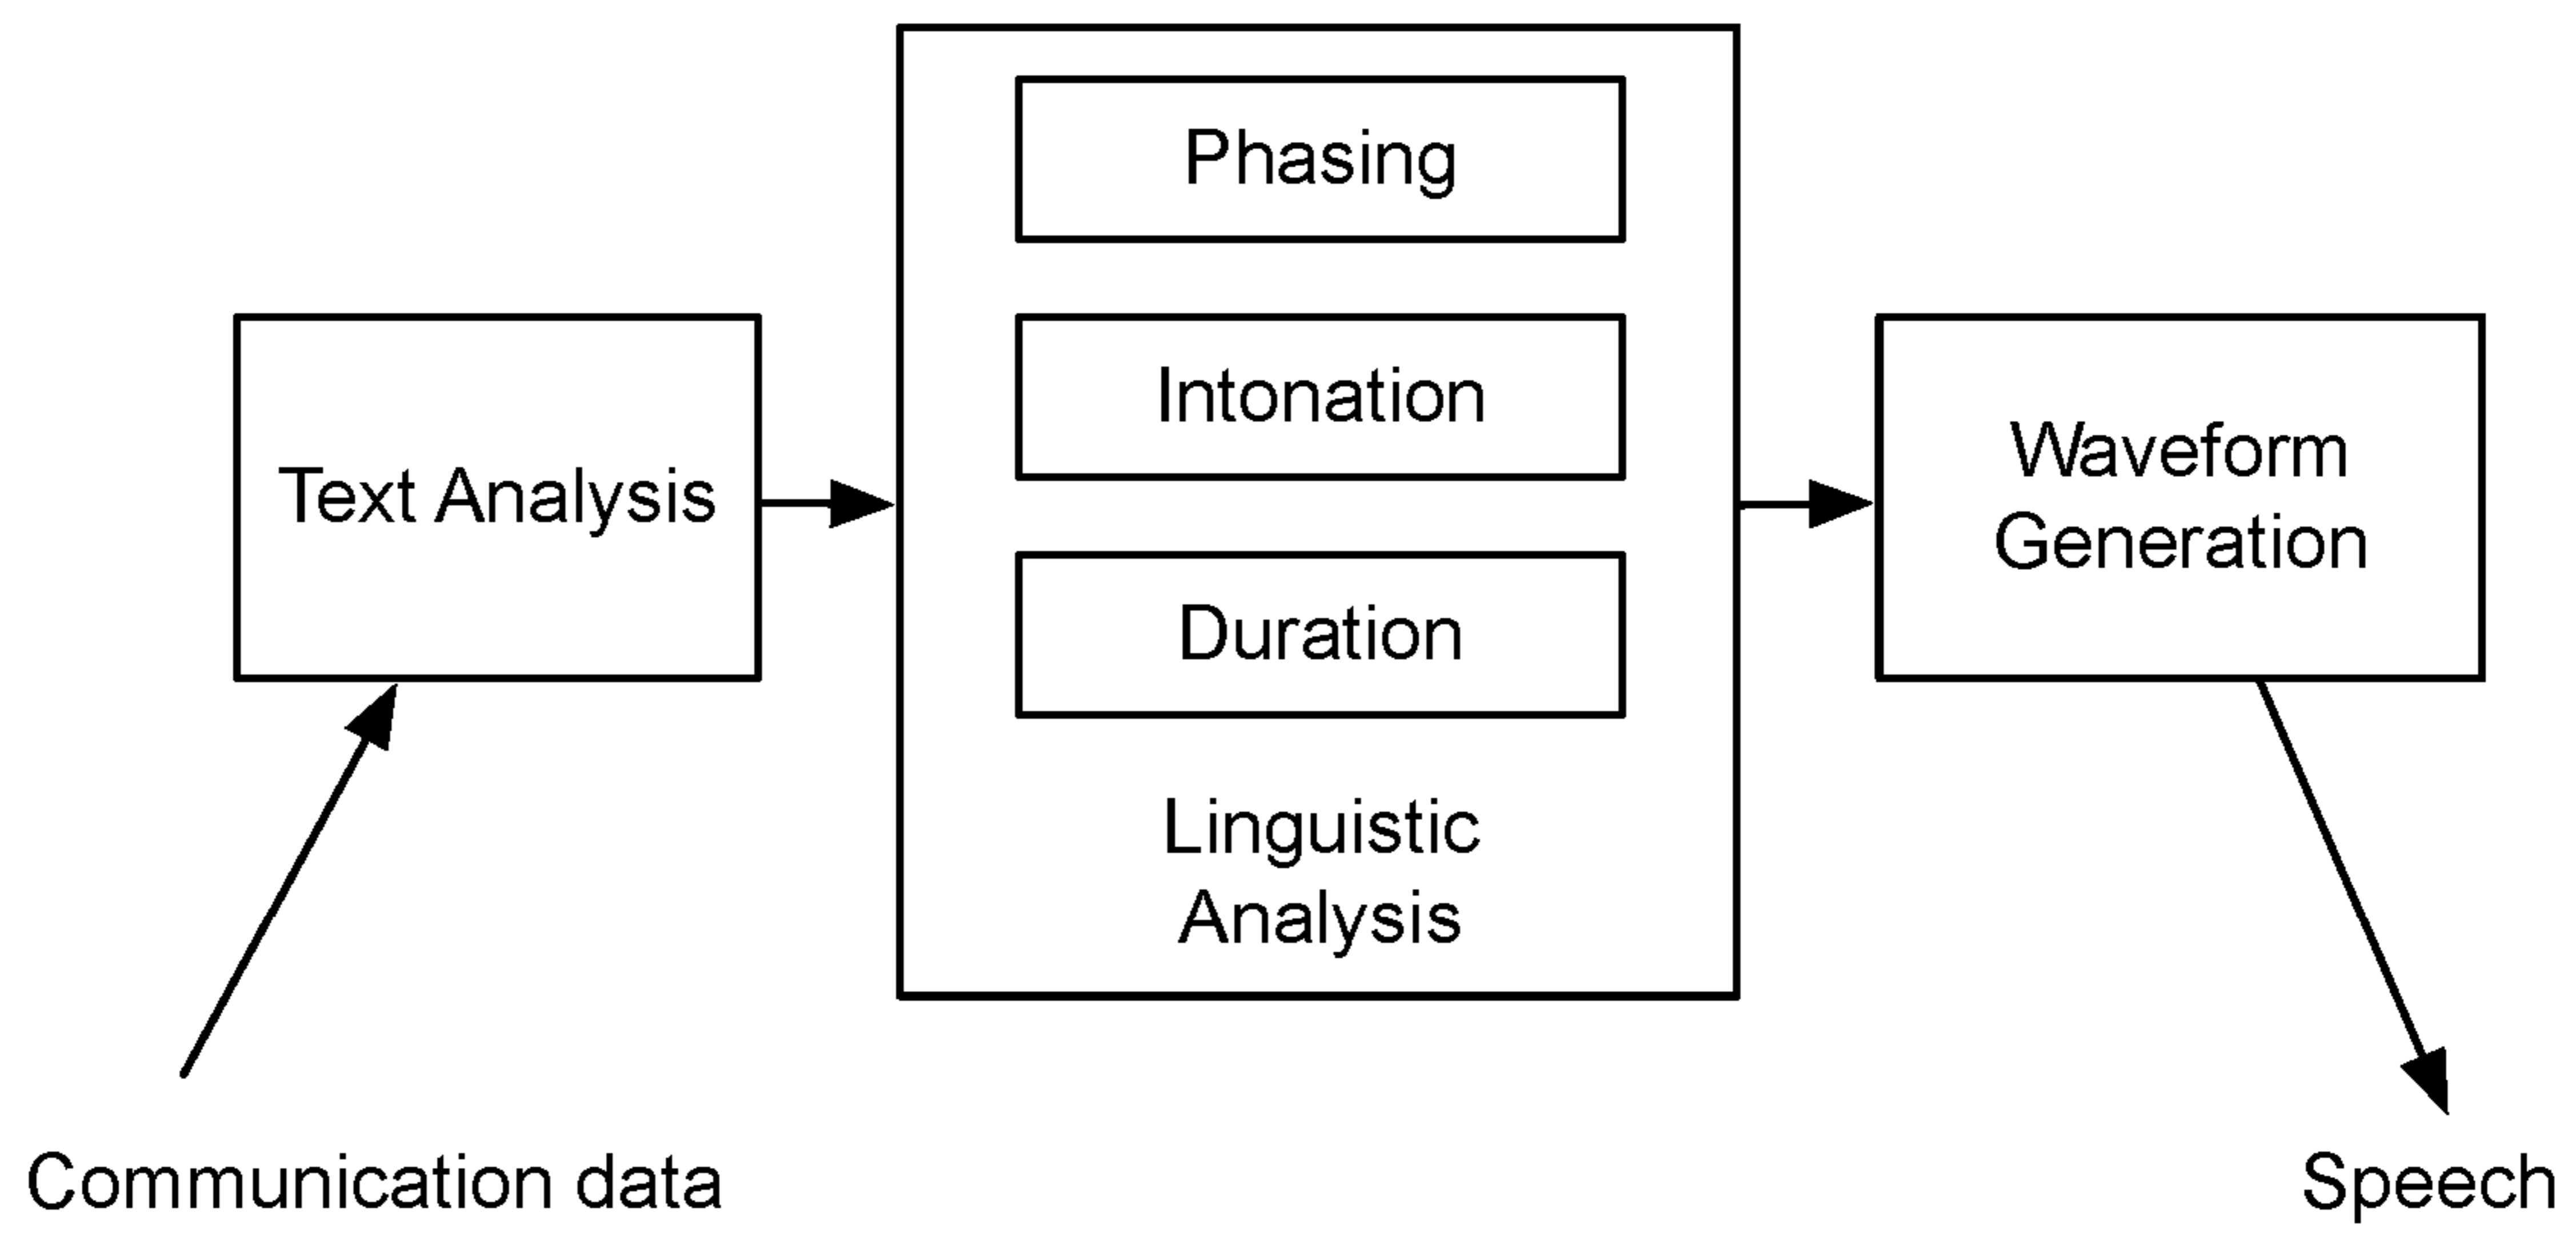 Phasing
Intonation
Duration
Linguistic
Analysis
Text Analysis
Waveform
Generation
Communication data
Speech